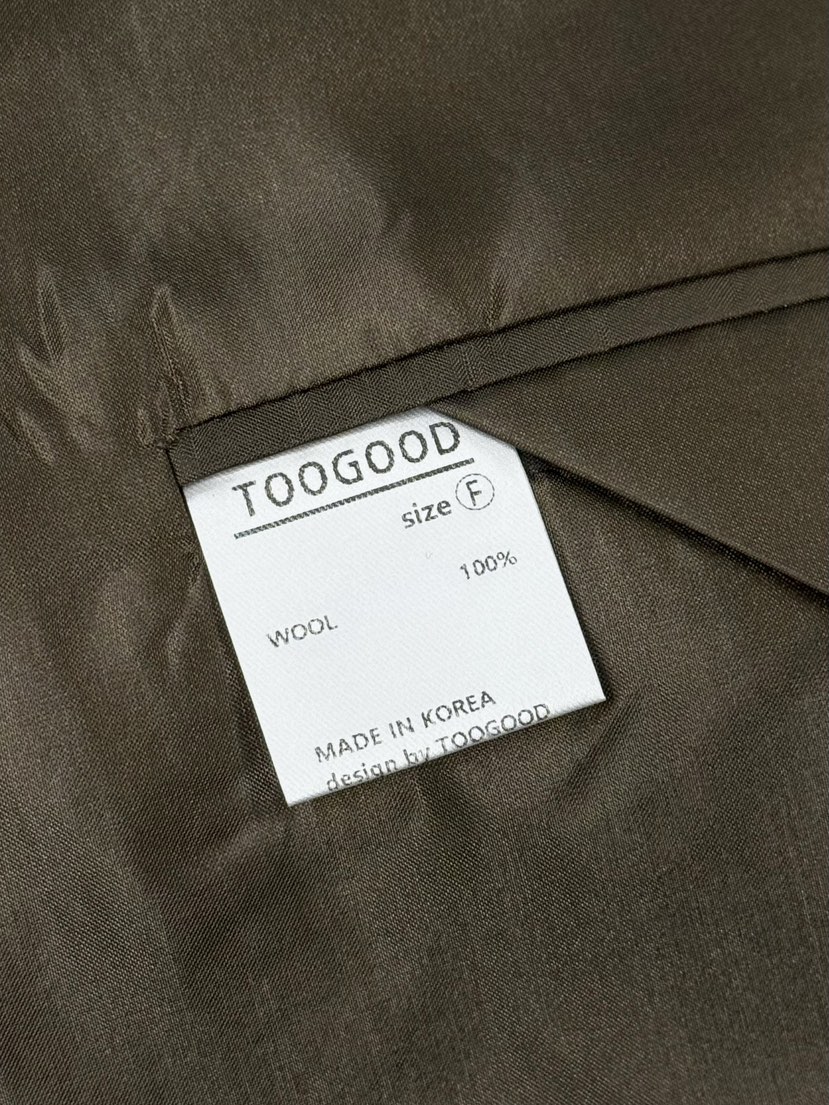 TOOGOOD
size Ⓕ
100%
WOOL
MADE IN KOREA
design by TOOGOOD